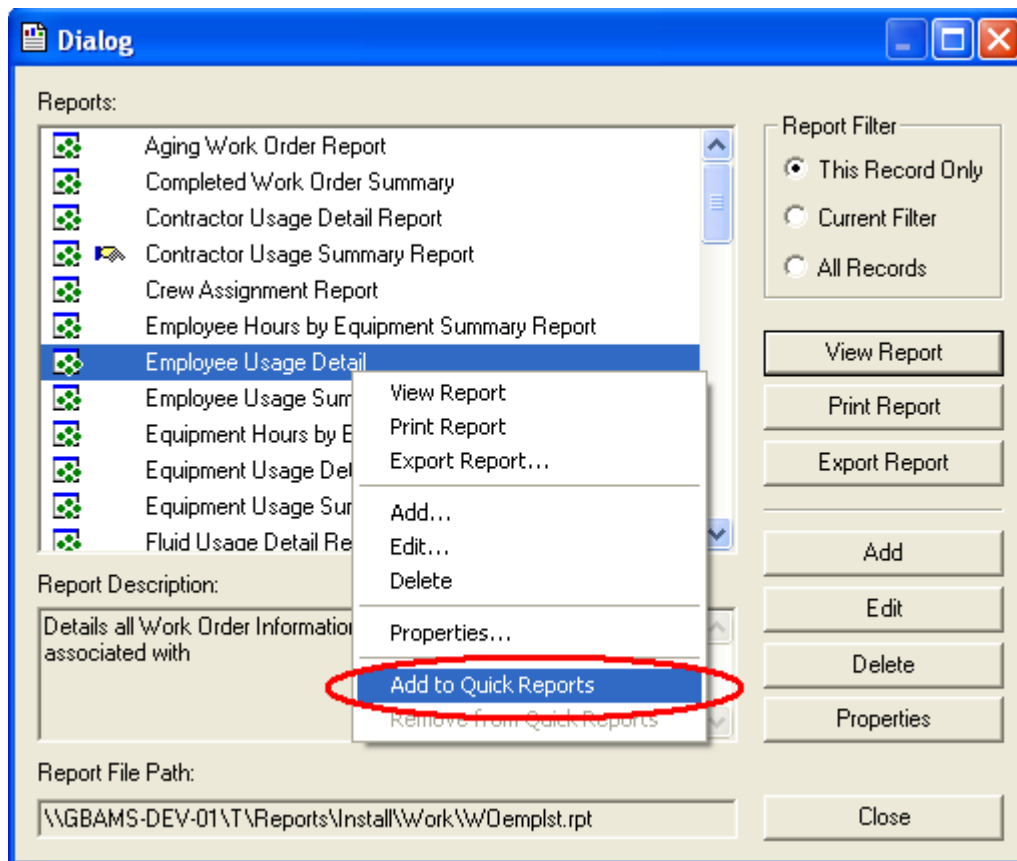 Dialog
Reports:
Aging Work Order Report
Completed Work Order Summary
Contractor Usage Detail Report
Contractor Usage Summary Report
Crew Assignment Report
Employee Hours by Equipment Summary Report
Employee Usage Detail
Employee Usage Sum
Equipment Hours by E
Equipment Usage Det
Equipment Usage Sur
Fluid Usage Detail Re
View Report
Print Report
Export Report...
Add...
Edit...
Delete
Properties...
Add to Quick Reports
Remove from Quick Reports
Report Description:
Details all Work Order Information
associated with
Report File Path:
\\GBAMS-DEV-01\T\Reports\Install\Work\WOemplst.rpt
Report Filter
This Record Only
Current Filter
All Records
View Report
Print Report
Export Report
Add
Edit
Delete
Properties
Close